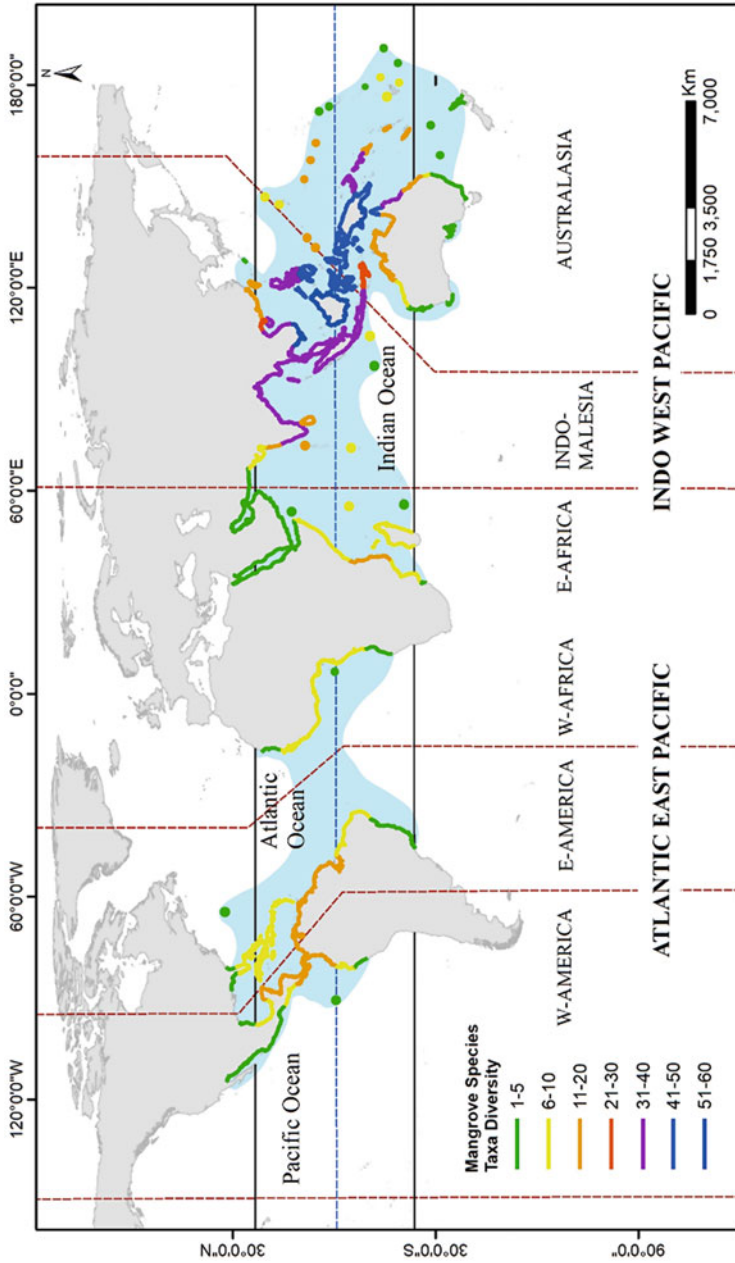 120°0'0"W
60°0'0"W
0°0'0"
60°0'0"E
120°0'0"E
180°0'0"
N
30°0'0"N
30°0'0"S
90°0'0"
Pacific Ocean
Atlantic
Ocean
Indian Ocean
Mangrove Species
Taxa Diversity
1-5
6-10
11-20
21-30
31-40
41-50
51-60
W-AMERICA
E-AMERICA
W-AFRICA
E-AFRICA
INDO-
MALESIA
AUSTRALASIA
ATLANTIC EAST PACIFIC
INDO WEST PACIFIC
0 1,750 3,500 7,000
Km